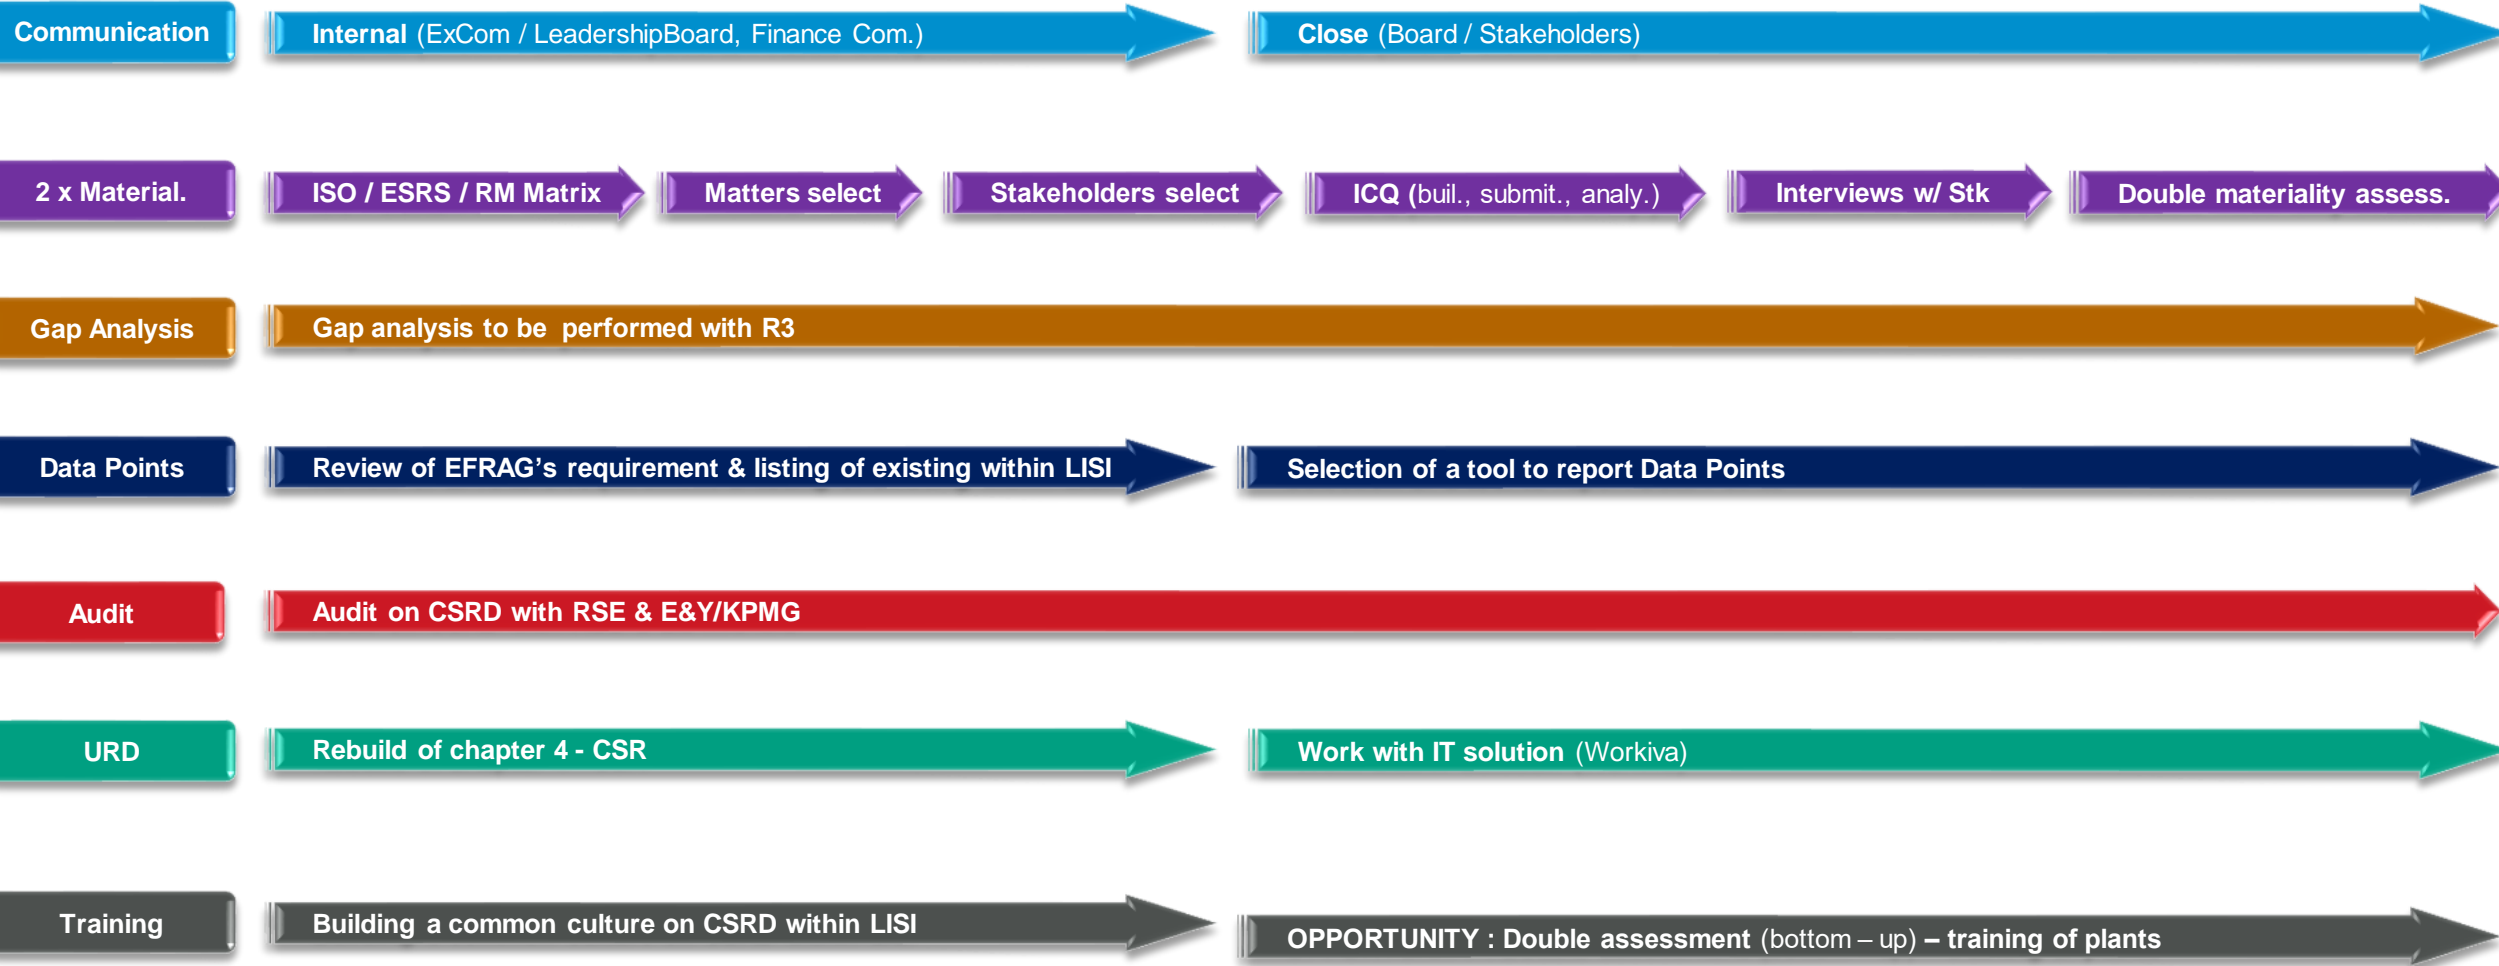 Communication
Internal (ExCom / LeadershipBoard, Finance Com.)
Close (Board / Stakeholders)
2 x Material.
ISO / ESRS / RM Matrix
Matters select
Stakeholders select
ICQ (buil., submit., analy.)
Interviews w/ Stk
Double materiality assess.
Gap Analysis
Gap analysis to be performed with R3
Data Points
Review of EFRAG’s requirement & listing of existing within LISI
Selection of a tool to report Data Points
Audit
Audit on CSRD with RSE & E&Y/KPMG
URD
Rebuild of chapter 4 - CSR
Work with IT solution (Workiva)
Training
Building a common culture on CSRD within LISI
OPPORTUNITY : Double assessment (bottom – up) – training of plants